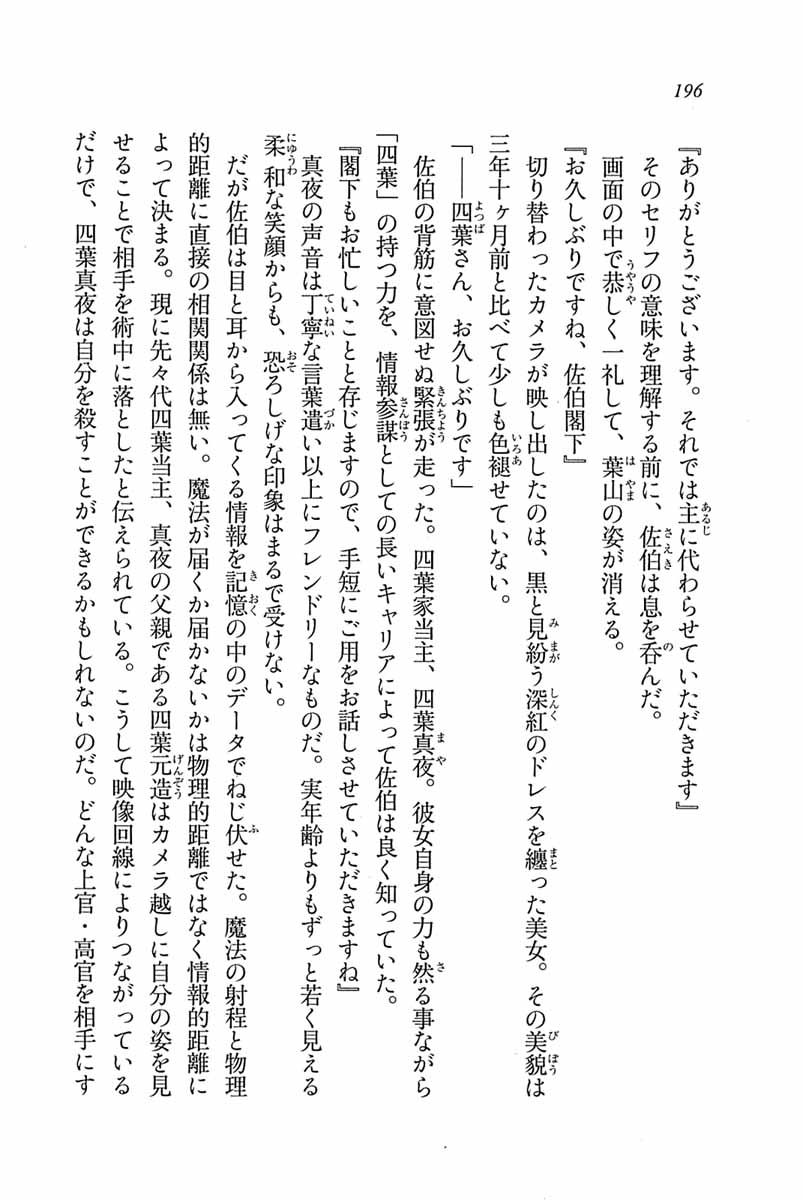 196
『ありがとうございます。それでは主に代わらせていただきます』
そのセリフの意味を理解する前に、佐伯は息を呑んだ。
画面の中で恭しく一礼して、葉山の姿が消える。
『お久しぶりですね、佐伯閣下』
切り替わったカメラが映し出したのは、黒と見紛う深紅のドレスを纏った美女。その美貌は
三年十ヶ月前と比べて少しも色褪せていない。
「――四葉さん、お久しぶりです」
佐伯の背筋に意図せぬ緊張が走った。四葉家当主、四葉真夜。彼女自身の力も然る事ながら
「四葉」の持つ力を、情報参謀としての長いキャリアによって佐伯は良く知っていた。
『閣下もお忙しいことと存じますので、手短にご用をお話しさせていただきますね』
真夜の声音は丁寧な言葉遣い以上にフレンドリーなものだ。実年齢よりもずっと若く見える
柔和な笑顔からも、恐ろしげな印象はまるで受けない。
だが佐伯は目と耳から入ってくる情報を記憶の中のデータでねじ伏せた。魔法の射程と物理
的距離に直接の相関関係は無い。魔法が届くか届かないかは物理的距離ではなく情報的距離に
よって決まる。現に先々代四葉当主、真夜の父親である四葉元造はカメラ越しに自分の姿を見
せることで相手を術中に落としたと伝えられている。こうして映像回線によりつながっている
だけで、四葉真夜は自分を殺すことができるかもしれないのだ。どんな上官・高官を相手にす